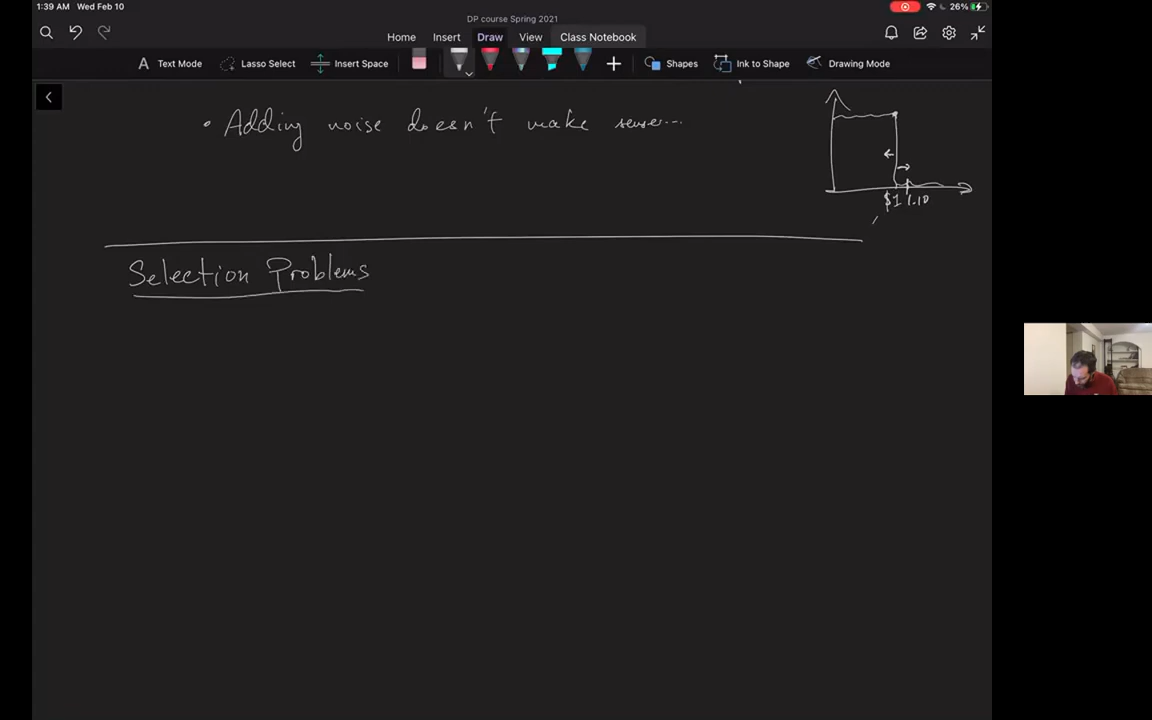 1:39 AM Wed Feb 10
26%
DP course Spring 2021
Home Insert Draw View Class Notebook
Text Mode Lasso Select Insert Space Shapes Ink to Shape Drawing Mode
• Adding noise doesn't make sense...
$1 1.10
Selection Problems